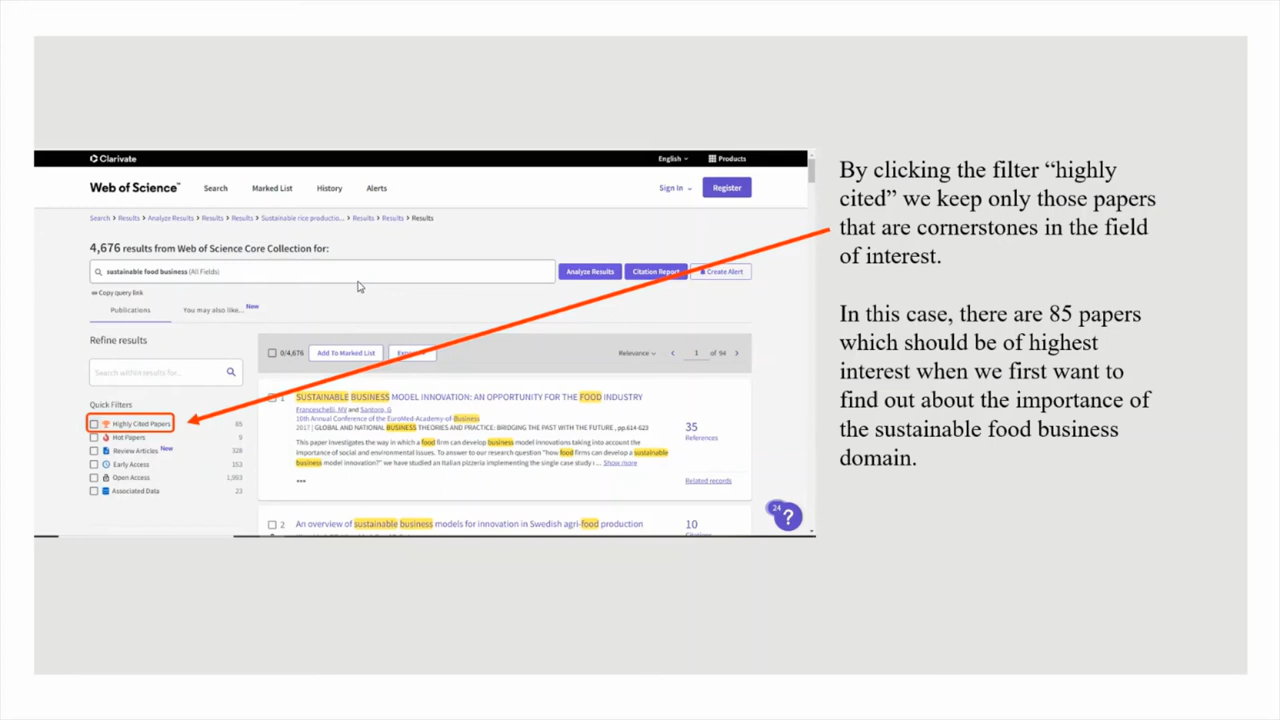 Clarivate
English
Products
Web of Science™
Search
Marked List
History
Alerts
Sign In
Register
Search > Results > Analyze Results > Results > Results > Sustainable rice productio... > Results > Results > Results
4,676 results from Web of Science Core Collection for:
sustainable food business (All Fields)
Analyze Results
Citation Report
Create Alert
Copy query link
Publications
You may also like...
New
Refine results
Search within results for...
Quick Filters
Highly Cited Papers 85
Hot Papers 9
Review Articles New 328
Early Access 153
Open Access
Associated Data 23
0/4,676
Add To Marked List
Relevance
1 of 94
1 SUSTAINABLE BUSINESS MODEL INNOVATION: AN OPPORTUNITY FOR THE FOOD INDUSTRY
Franceschelli, MV and Santoro, G
10th Annual Conference of the EuroMed-Academy-of-Business
2017 | GLOBAL AND NATIONAL BUSINESS THEORIES AND PRACTICE: BRIDGING THE PAST WITH THE FUTURE , pp.614-623
This paper investigates the way in which a food firm can develop business model innovations taking into account the
importance of social and environmental issues. To answer to our research question "how food firms can develop a sustainable
business model innovation?" we have studied an Italian pizzeria implementing the single case study i ... Show more
35
References
Related records
2 An overview of sustainable business models for innovation in Swedish agri-food production
10
24
?
By clicking the filter “highly
cited” we keep only those papers
that are cornerstones in the field
of interest.
In this case, there are 85 papers
which should be of highest
interest when we first want to
find out about the importance of
the sustainable food business
domain.